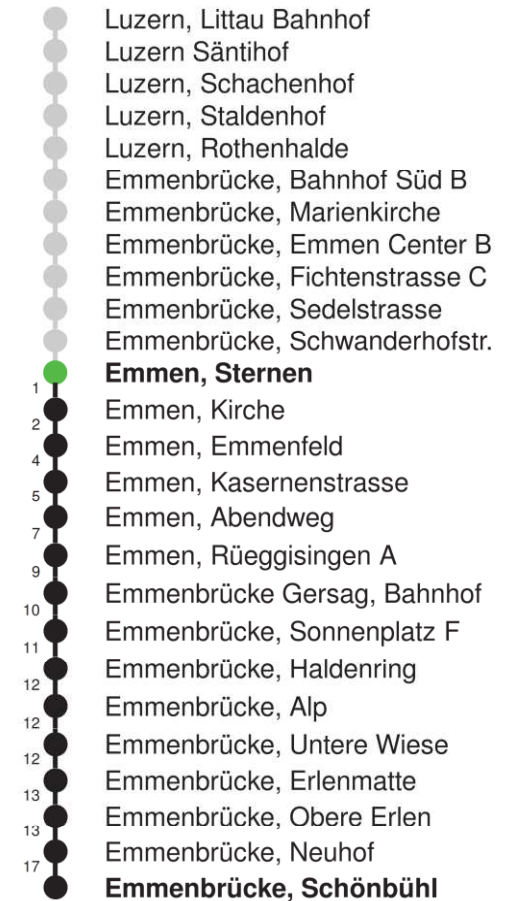 Luzern, Littau Bahnhof
Luzern Säntihof
Luzern, Schachenhof
Luzern, Staldenhof
Luzern, Rothenhalde
Emmenbrücke, Bahnhof Süd B
Emmenbrücke, Marienkirche
Emmenbrücke, Emmen Center B
Emmenbrücke, Fichtenstrasse C
Emmenbrücke, Sedelstrasse
Emmenbrücke, Schwanderhofstr.
Emmen, Sternen
1 Emmen, Kirche
2 Emmen, Emmenfeld
4 Emmen, Kasernenstrasse
5 Emmen, Abendweg
7 Emmen, Rüeggisingen A
9 Emmenbrücke Gersag, Bahnhof
10 Emmenbrücke, Sonnenplatz F
11 Emmenbrücke, Haldenring
12 Emmenbrücke, Alp
12 Emmenbrücke, Untere Wiese
12 Emmenbrücke, Erlenmatte
13 Emmenbrücke, Obere Erlen
13 Emmenbrücke, Neuhof
17 Emmenbrücke, Schönbühl